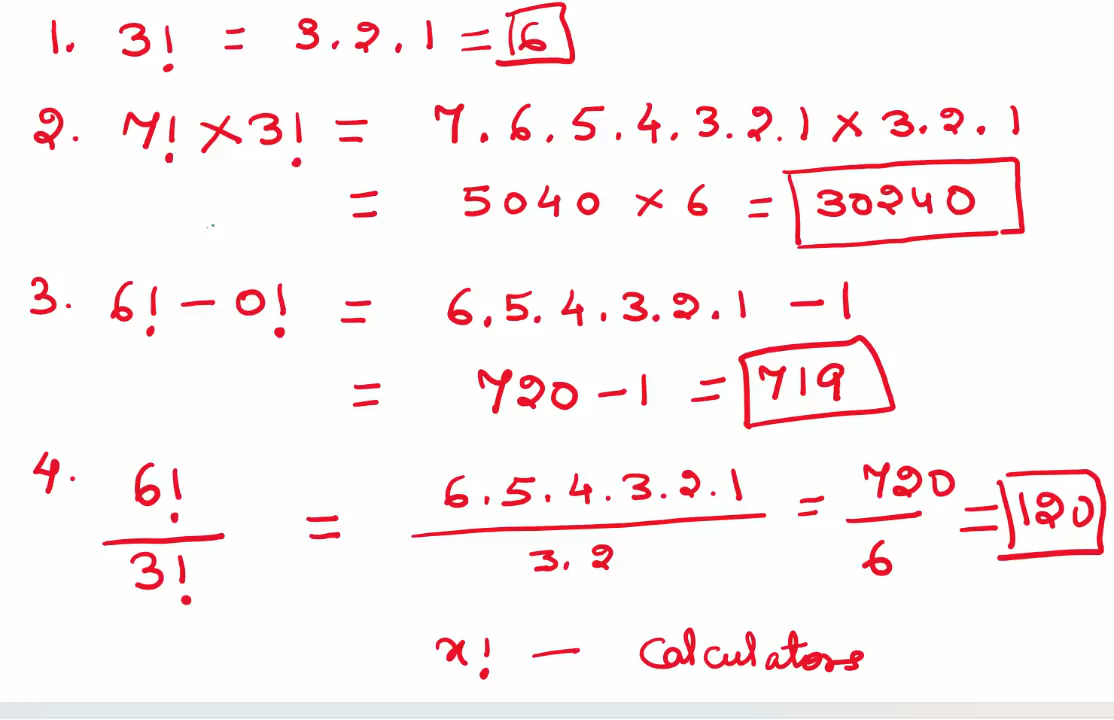 1. 3! = 3.2.1 = 6
2. 7! × 3! = 7.6.5.4.3.2.1 × 3.2.1
= 5040 × 6 = 30240
3. 6! - 0! = 6.5.4.3.2.1 - 1
= 720 - 1 = 719
4. 6!/3! = 6.5.4.3.2.1/3.2 = 720/6 = 120
x! - Calculators